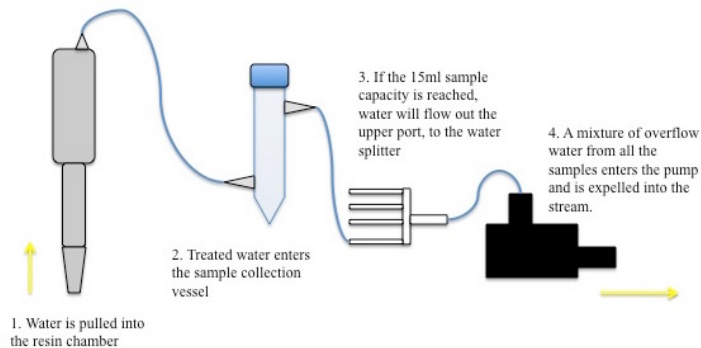 1. Water is pulled into
the resin chamber
2. Treated water enters
the sample collection
vessel
3. If the 15ml sample
capacity is reached,
water will flow out the
upper port, to the water
splitter
4. A mixture of overflow
water from all the
samples enters the pump
and is expelled into the
stream.